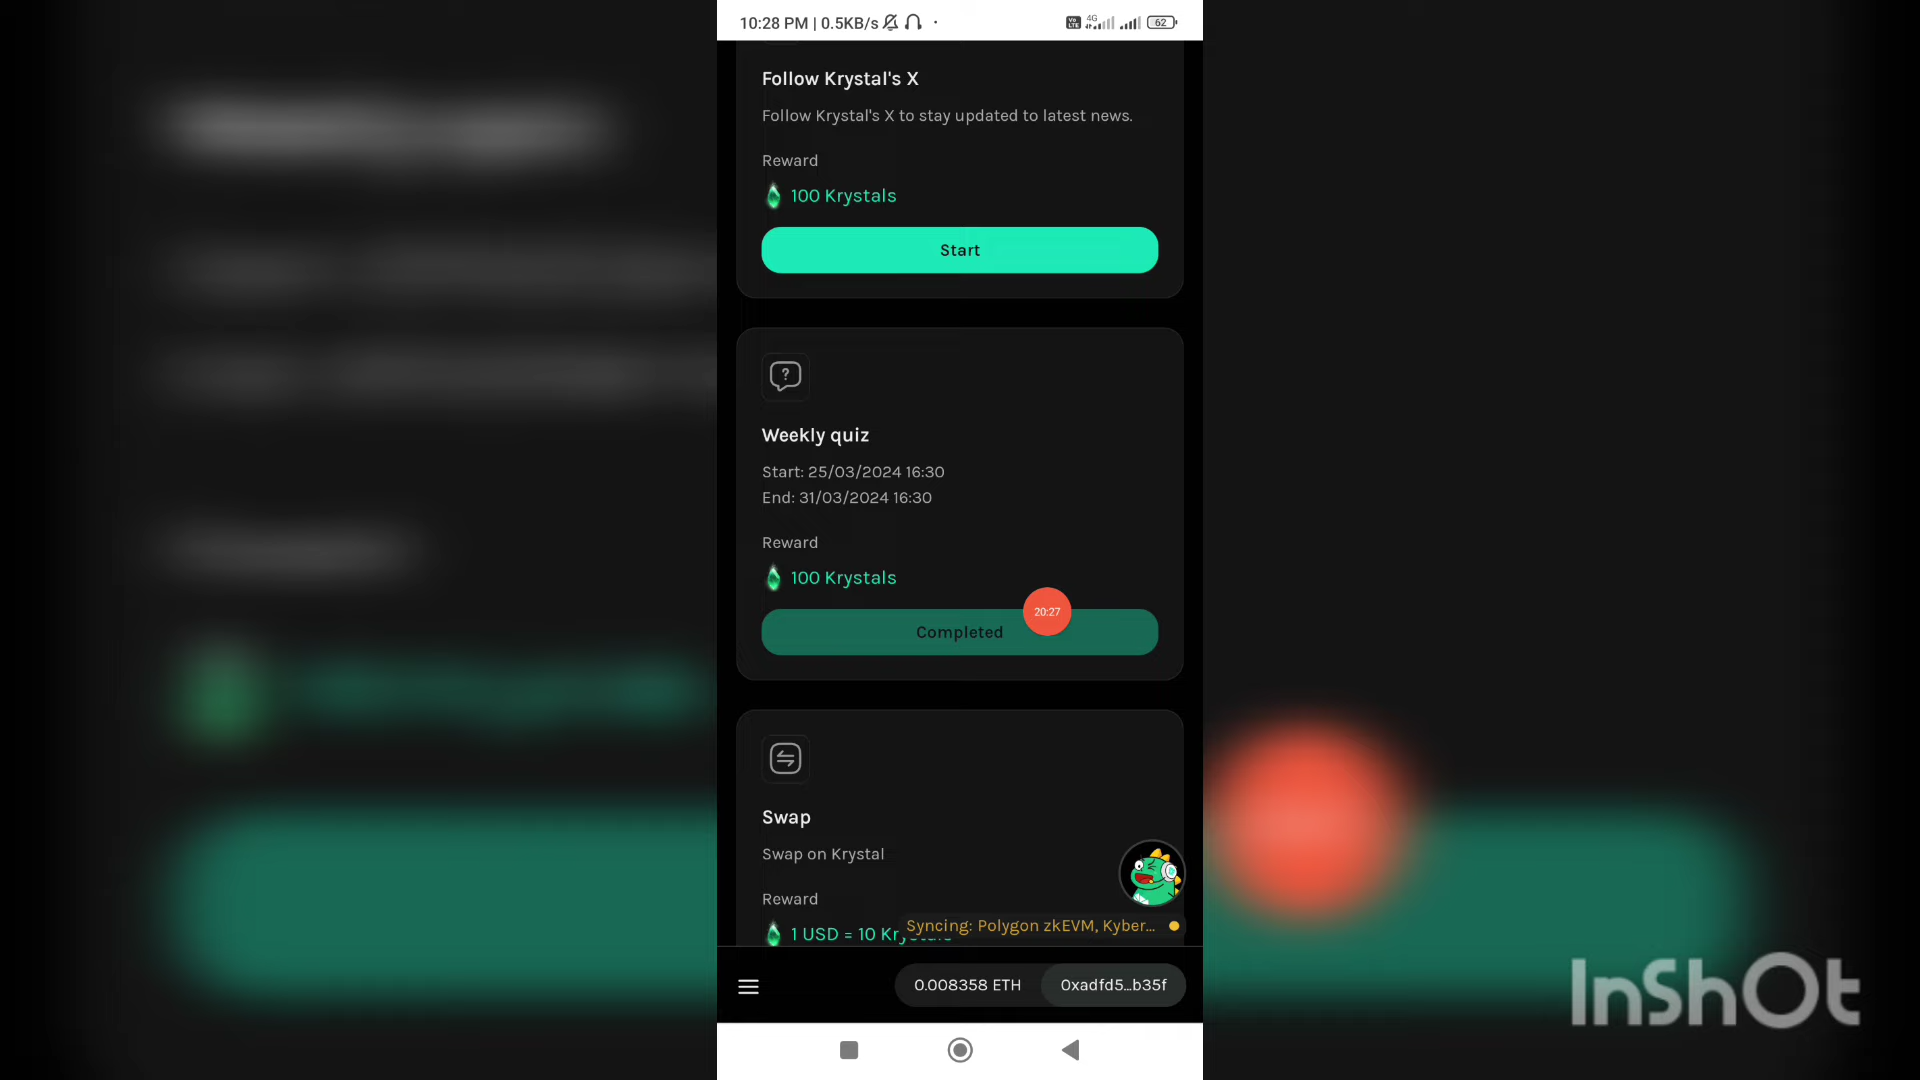 10:28 PM | 0.5KB/s
4G
62
Follow Krystal's X
Follow Krystal's X to stay updated to latest news.
Reward
100 Krystals
Start
Weekly quiz
Start: 25/03/2024 16:30
End: 31/03/2024 16:30
Reward
100 Krystals
20:27
Completed
Swap
Swap on Krystal
Reward
Syncing: Polygon zkEVM, Kyber...
1 USD = 10 Krystals
0.008358 ETH
0xadfd5...b35f
InShOt